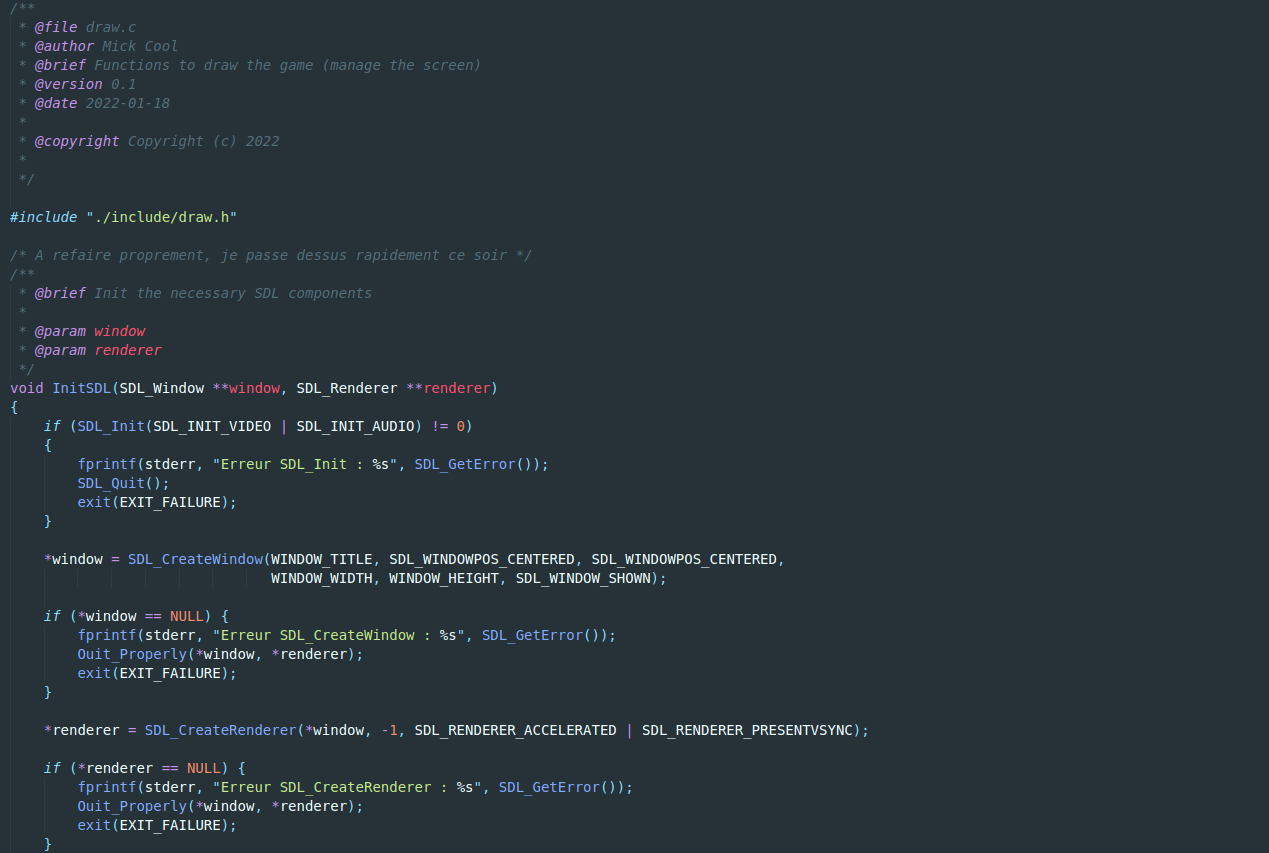 /**
 * @file draw.c
 * @author Mick Cool
 * @brief Functions to draw the game (manage the screen)
 * @version 0.1
 * @date 2022-01-18
 *
 * @copyright Copyright (c) 2022
 *
 */

#include "./include/draw.h"

/* A refaire proprement, je passe dessus rapidement ce soir */
/**
 * @brief Init the necessary SDL components
 *
 * @param window
 * @param renderer
 */
void InitSDL(SDL_Window **window, SDL_Renderer **renderer)
{
    if (SDL_Init(SDL_INIT_VIDEO | SDL_INIT_AUDIO) != 0)
    {
        fprintf(stderr, "Erreur SDL_Init : %s", SDL_GetError());
        SDL_Quit();
        exit(EXIT_FAILURE);
    }

    *window = SDL_CreateWindow(WINDOW_TITLE, SDL_WINDOWPOS_CENTERED, SDL_WINDOWPOS_CENTERED,
                               WINDOW_WIDTH, WINDOW_HEIGHT, SDL_WINDOW_SHOWN);

    if (*window == NULL) {
        fprintf(stderr, "Erreur SDL_CreateWindow : %s", SDL_GetError());
        Ouit_Properly(*window, *renderer);
        exit(EXIT_FAILURE);
    }

    *renderer = SDL_CreateRenderer(*window, -1, SDL_RENDERER_ACCELERATED | SDL_RENDERER_PRESENTVSYNC);

    if (*renderer == NULL) {
        fprintf(stderr, "Erreur SDL_CreateRenderer : %s", SDL_GetError());
        Ouit_Properly(*window, *renderer);
        exit(EXIT_FAILURE);
    }